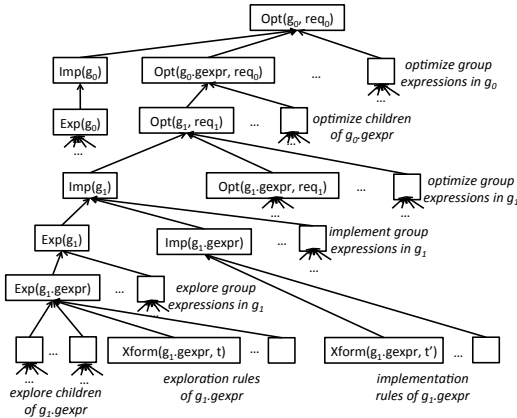 Opt(g0, req0)
Imp(g0)
Opt(g0.gexpr, req0)
...
optimize group
expressions in g0
...
Exp(g0)
...
Opt(g1, req1)
...
optimize children
of g0.gexpr
...
Imp(g1)
Opt(g1.gexpr, req1)
...
...
optimize group
expressions in g1
...
Exp(g1)
Imp(g1.gexpr)
...
implement group
expressions in g1
...
Exp(g1.gexpr)
...
explore group
expressions in g1
...
...
Xform(g1.gexpr, t)
...
Xform(g1.gexpr, t')
...
...
...
explore children
of g1.gexpr
exploration rules
of g1.gexpr
implementation
rules of g1.gexpr